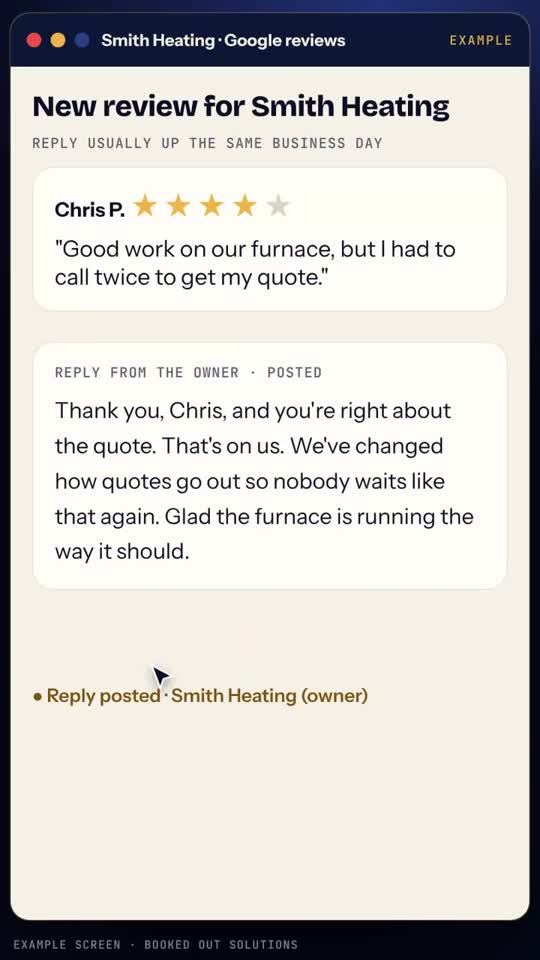 Smith Heating · Google reviews
EXAMPLE
New review for Smith Heating
REPLY USUALLY UP THE SAME BUSINESS DAY
Chris P.
"Good work on our furnace, but I had to
call twice to get my quote."
REPLY FROM THE OWNER · POSTED
Thank you, Chris, and you're right about
the quote. That's on us. We've changed
how quotes go out so nobody waits like
that again. Glad the furnace is running the
way it should.
● Reply posted · Smith Heating (owner)
EXAMPLE SCREEN · BOOKED OUT SOLUTIONS